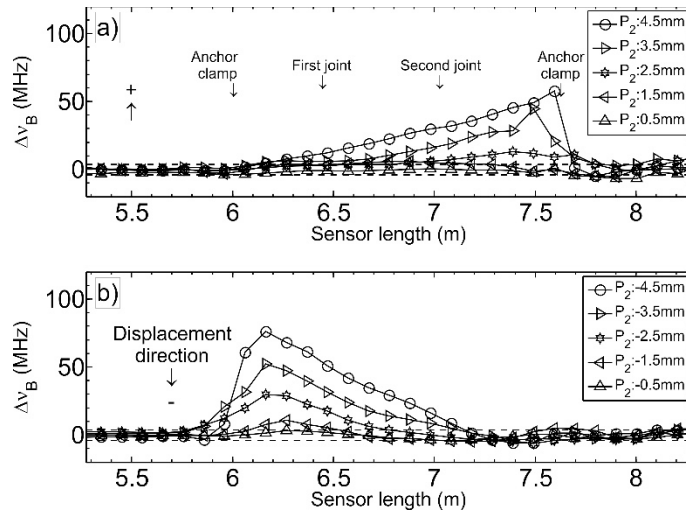 a)
100
50
0
Δν_B (MHz)
+
↑
Anchor
clamp
↓
First joint
↓
Second joint
↓
Anchor
clamp
↓
P₂:4.5mm
P₂:3.5mm
P₂:2.5mm
P₂:1.5mm
P₂:0.5mm
5.5 6 6.5 7 7.5 8
Sensor length (m)
b)
100
50
0
Δν_B (MHz)
Displacement
direction
↓
-
P₂:-4.5mm
P₂:-3.5mm
P₂:-2.5mm
P₂:-1.5mm
P₂:-0.5mm
5.5 6 6.5 7 7.5 8
Sensor length (m)